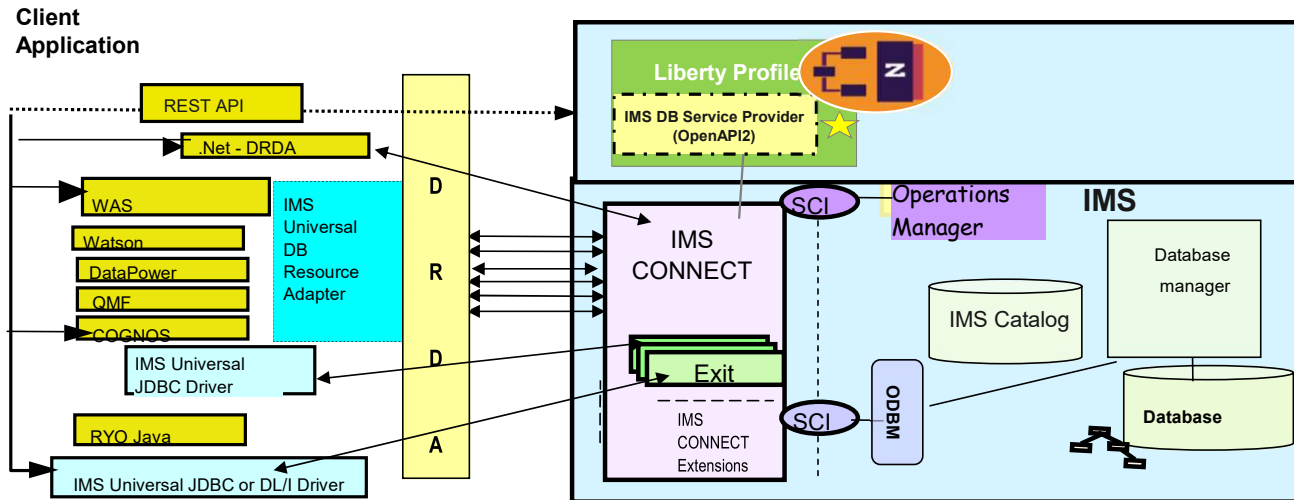 Client
Application
REST API
.Net - DRDA
WAS
Watson
DataPower
QMF
COGNOS
IMS
Universal
DB
Resource
Adapter
IMS Universal
JDBC Driver
RYO Java
IMS Universal JDBC or DL/I Driver
D
R
D
A
Liberty Profile
N
IMS DB Service Provider
(OpenAPI2)
IMS
CONNECT
Exit
IMS
CONNECT
Extensions
SCI
Operations
Manager
IMS
SCI
ODBM
IMS Catalog
Database
manager
Database